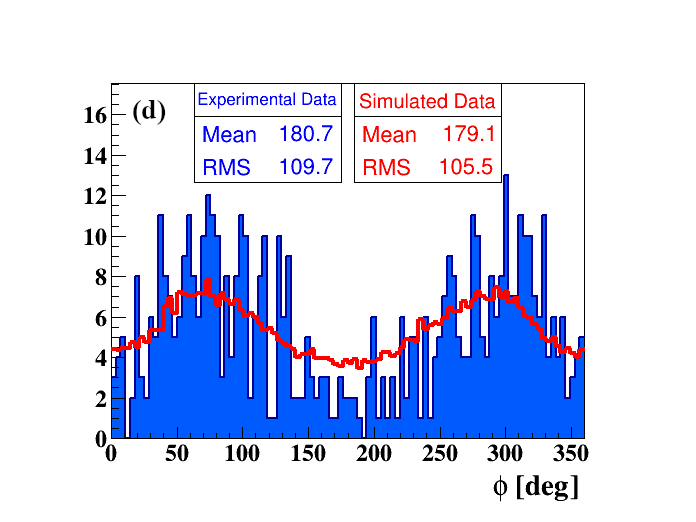 (d)
Experimental Data
Mean 180.7
RMS 109.7
Simulated Data
Mean 179.1
RMS 105.5
16
14
12
10
8
6
4
2
0
0 50 100 150 200 250 300 350
ϕ [deg]